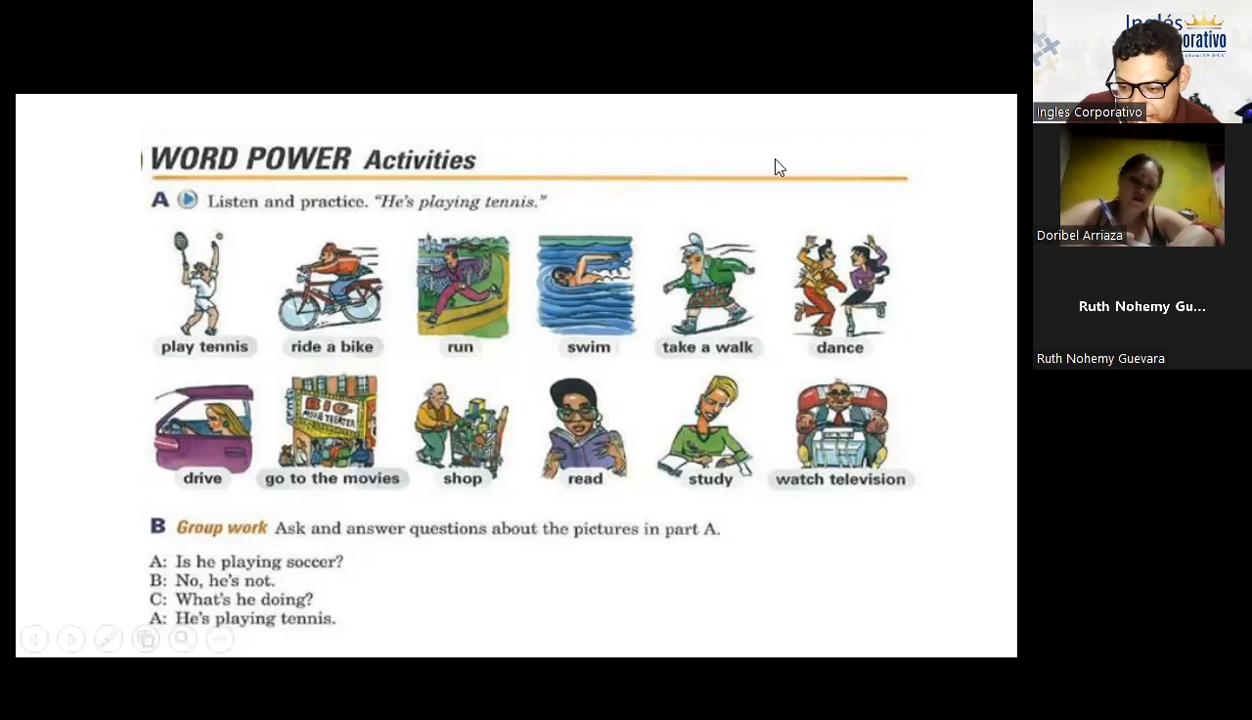 WORD POWER Activities
A Listen and practice. "He's playing tennis."
play tennis ride a bike run swim take a walk dance
BIG
MOVIE THEATER
drive go to the movies shop read study watch television
B Group work Ask and answer questions about the pictures in part A.
A: Is he playing soccer?
B: No, he's not.
C: What's he doing?
A: He's playing tennis.
Inglés
orativo
Ingles Corporativo
Doribel Arriaza
Ruth Nohemy Gu...
Ruth Nohemy Guevara